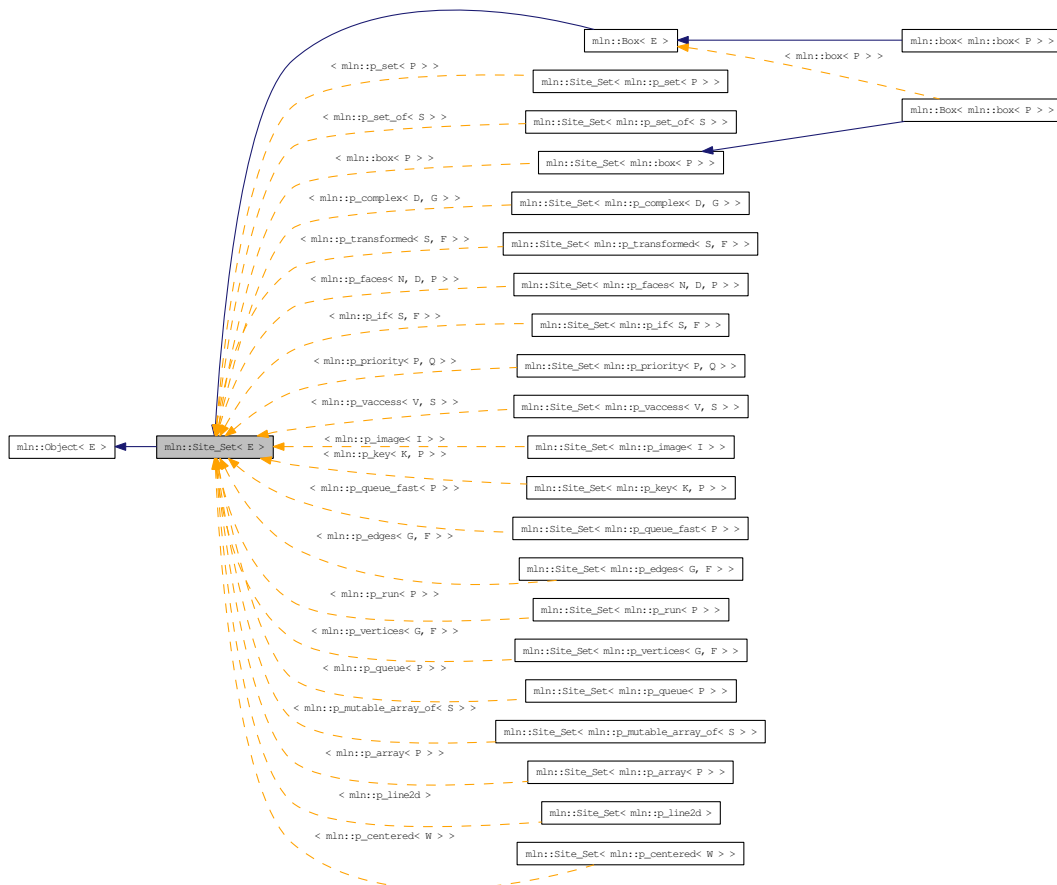 mln::Box< E >
mln::box< mln::box< P > >
< mln::box< P > >
< mln::p_set< P > >
mln::Site_Set< mln::p_set< P > >
mln::Box< mln::box< P > >
< mln::p_set_of< S > >
mln::Site_Set< mln::p_set_of< S > >
< mln::box< P > >
mln::Site_Set< mln::box< P > >
< mln::p_complex< D, G > >
mln::Site_Set< mln::p_complex< D, G > >
< mln::p_transformed< S, F > >
mln::Site_Set< mln::p_transformed< S, F > >
< mln::p_faces< N, D, P > >
mln::Site_Set< mln::p_faces< N, D, P > >
< mln::p_if< S, F > >
mln::Site_Set< mln::p_if< S, F > >
< mln::p_priority< P, Q > >
mln::Site_Set< mln::p_priority< P, Q > >
< mln::p_vaccess< V, S > >
mln::Site_Set< mln::p_vaccess< V, S > >
mln::Object< E >
mln::Site_Set< E >
< mln::p_image< I > >
mln::Site_Set< mln::p_image< I > >
< mln::p_key< K, P > >
mln::Site_Set< mln::p_key< K, P > >
< mln::p_queue_fast< P > >
mln::Site_Set< mln::p_queue_fast< P > >
< mln::p_edges< G, F > >
mln::Site_Set< mln::p_edges< G, F > >
< mln::p_run< P > >
mln::Site_Set< mln::p_run< P > >
< mln::p_vertices< G, F > >
mln::Site_Set< mln::p_vertices< G, F > >
< mln::p_queue< P > >
mln::Site_Set< mln::p_queue< P > >
< mln::p_mutable_array_of< S > >
mln::Site_Set< mln::p_mutable_array_of< S > >
< mln::p_array< P > >
mln::Site_Set< mln::p_array< P > >
< mln::p_line2d >
mln::Site_Set< mln::p_line2d >
< mln::p_centered< W > >
mln::Site_Set< mln::p_centered< W > >